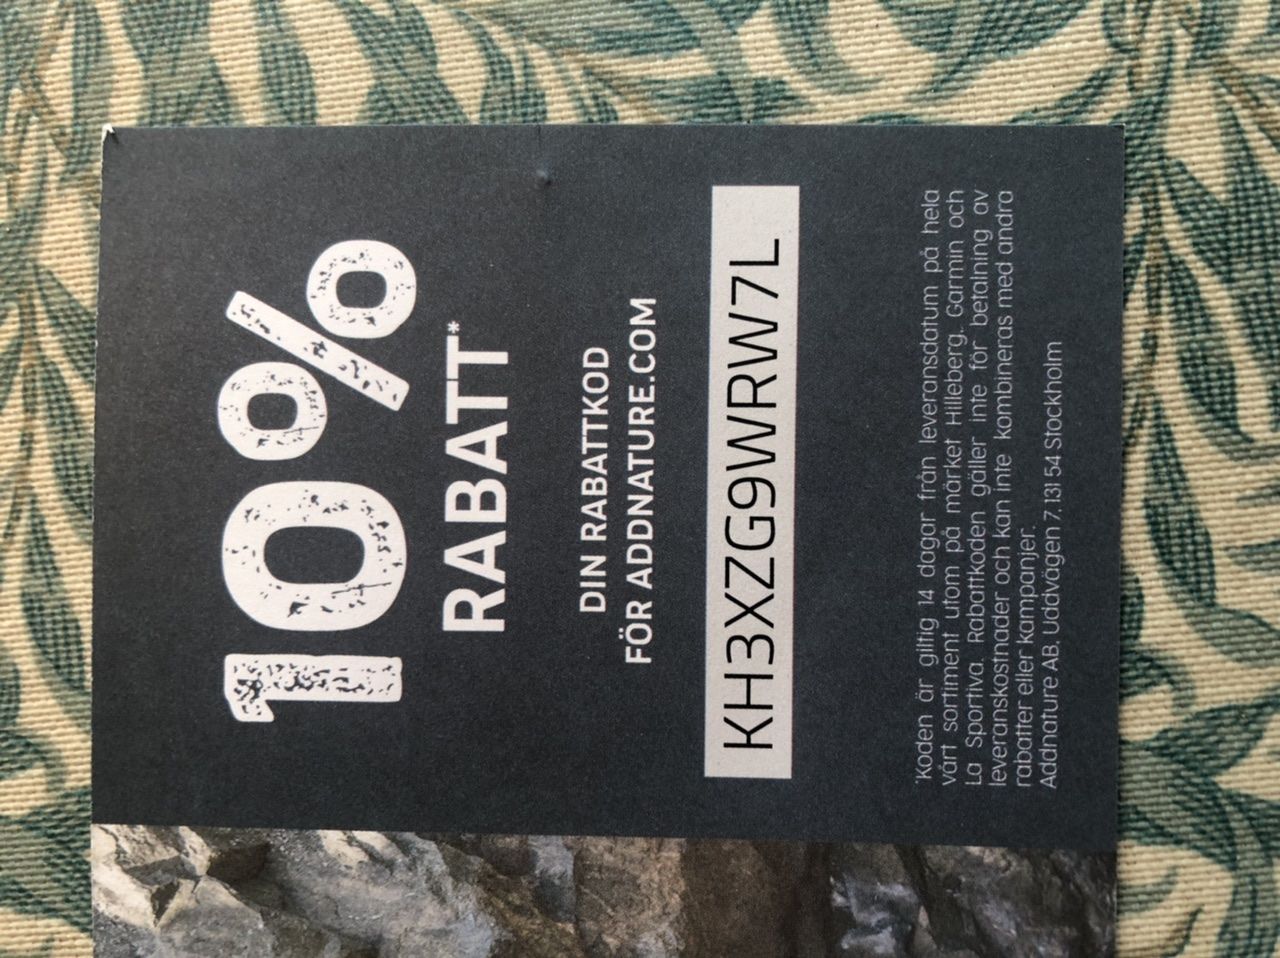 10%
RABATT*
DIN RABATTKOD
FÖR ADDNATURE.COM
KH3XZG9WRW7L
*Koden är giltig 14 dagar från leveransdatum på hela
vårt sortiment utom på märket Hilleberg, Garmin och
La Sportiva. Rabattkoden gäller inte för betalning av
leveranskostnader och kan inte kombineras med andra
rabatter eller kampanjer.
Addnature AB, Uddvägen 7, 131 54 Stockholm